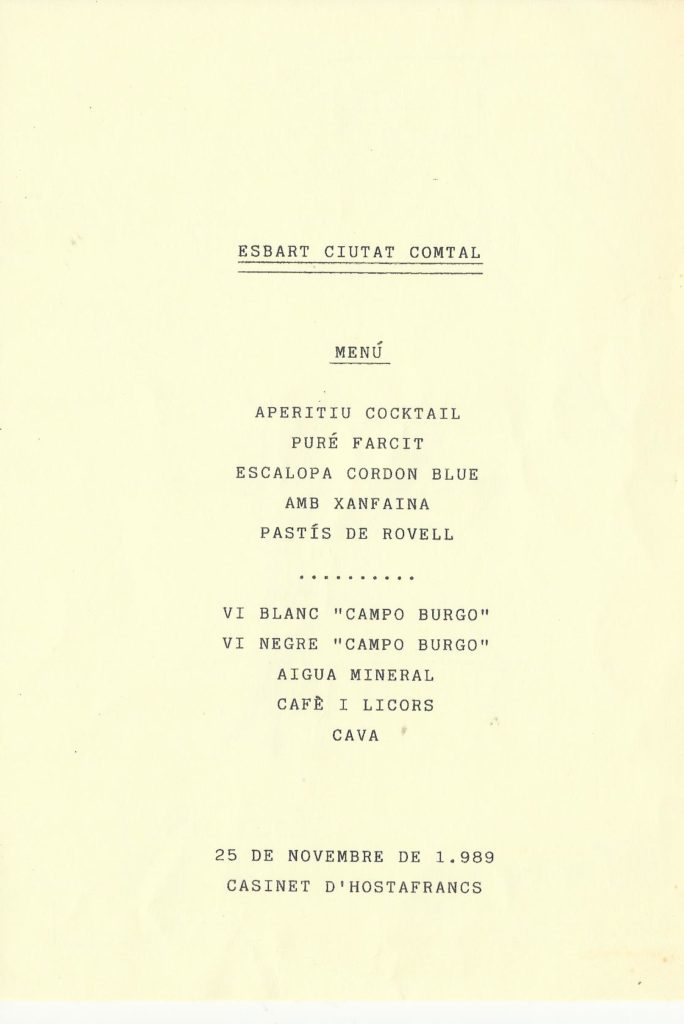 ESBART CIUTAT COMTAL
MENÚ
APERITIU COCKTAIL
PURÉ FARCIT
ESCALOPA CORDON BLUE
AMB XANFAINA
PASTÍS DE ROVELL
..........
VI BLANC "CAMPO BURGO"
VI NEGRE "CAMPO BURGO"
AIGUA MINERAL
CAFÈ I LICORS
CAVA
25 DE NOVEMBRE DE 1.989
CASINET D'HOSTAFRANCS